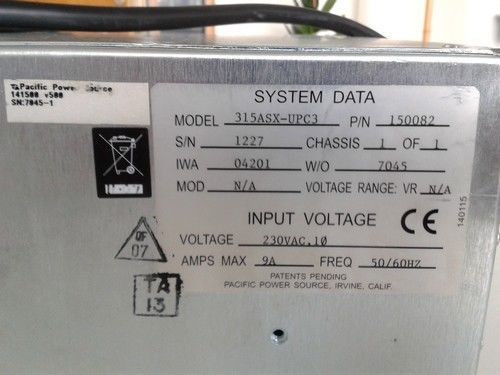 Pacific Power Source
141500 v500
SN:7045-1
SYSTEM DATA
MODEL 315ASX-UPC3 P/N 150082
S/N 1227 CHASSIS 1 OF 1
IWA 04201 W/O 7045
MOD N/A VOLTAGE RANGE: VR N/A
INPUT VOLTAGE CE
VOLTAGE 230VAC,1Ø
AMPS MAX 9A FREQ 50/60HZ
PATENTS PENDING
PACIFIC POWER SOURCE, IRVINE, CALIF.
140115
QF
07
TA
13